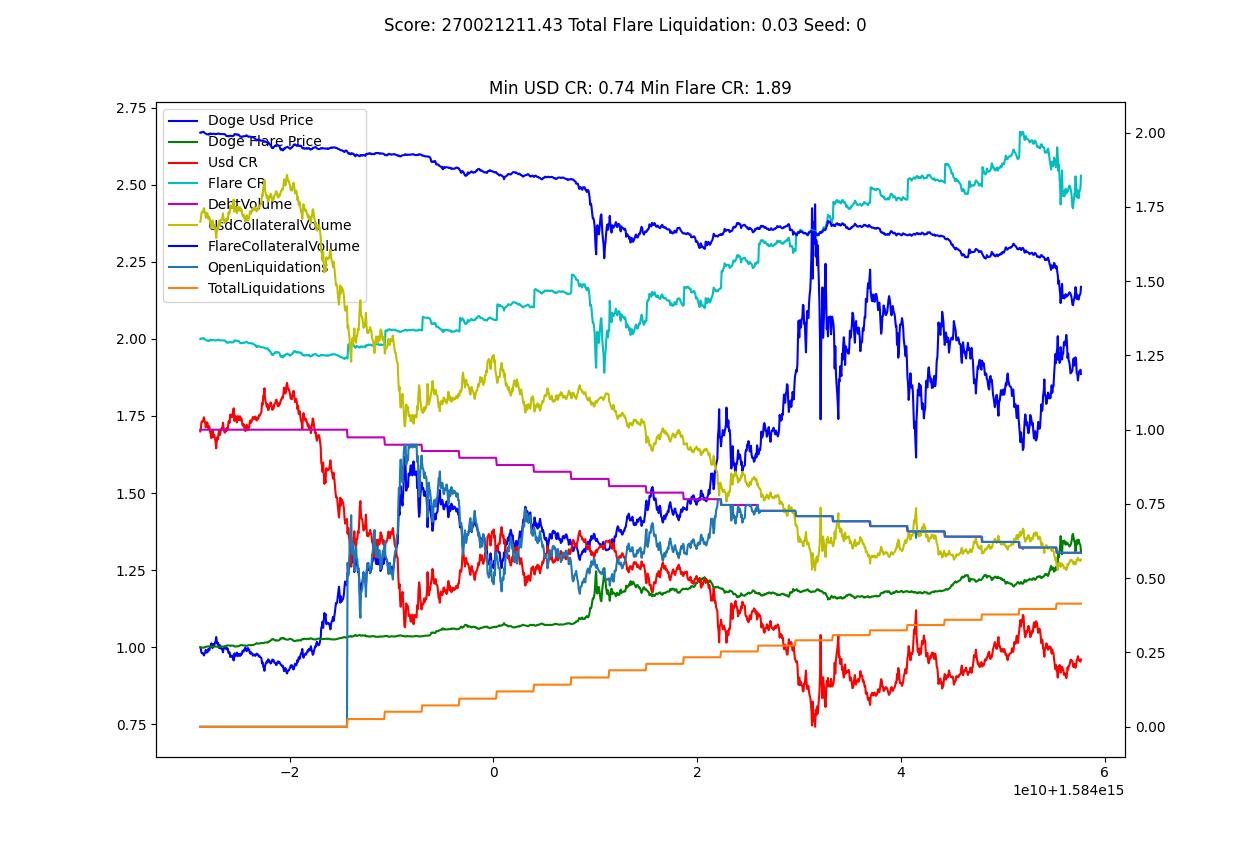 Score: 270021211.43 Total Flare Liquidation: 0.03 Seed: 0
Min USD CR: 0.74 Min Flare CR: 1.89
Doge Usd Price
Doge Flare Price
Usd CR
Flare CR
DebtVolume
UsdCollateralVolume
FlareCollateralVolume
OpenLiquidations
TotalLiquidations
2.75
2.50
2.25
2.00
1.75
1.50
1.25
1.00
0.75
2.00
1.75
1.50
1.25
1.00
0.75
0.50
0.25
0.00
−2
0
2
4
6
1e10+1.584e15